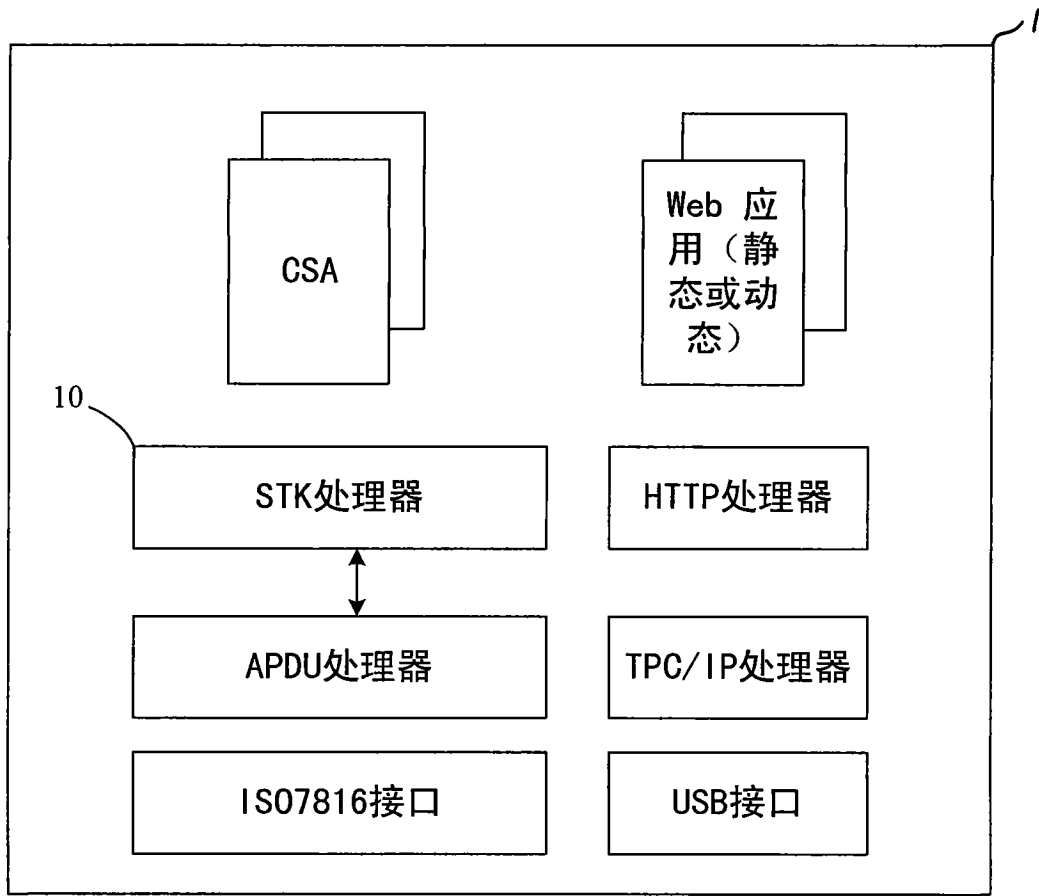 1
CSA
Web 应
用（静
态或动
态）
10
STK处理器
HTTP处理器
APDU处理器
TPC/IP处理器
ISO7816接口
USB接口